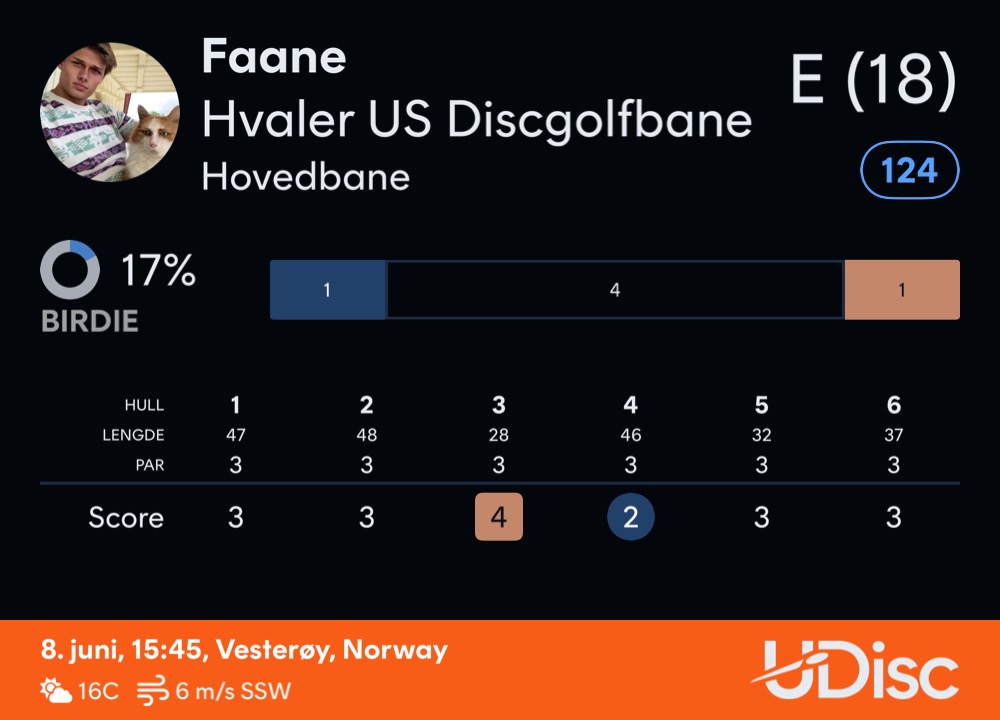 Faane
E (18)
Hvaler US Discgolfbane
Hovedbane
124
17%
BIRDIE
1 4 1
HULL 1 2 3 4 5 6
LENGDE 47 48 28 46 32 37
PAR 3 3 3 3 3 3
Score 3 3 4 2 3 3
8. juni, 15:45, Vesterøy, Norway
16C 6 m/s SSW
UDisc